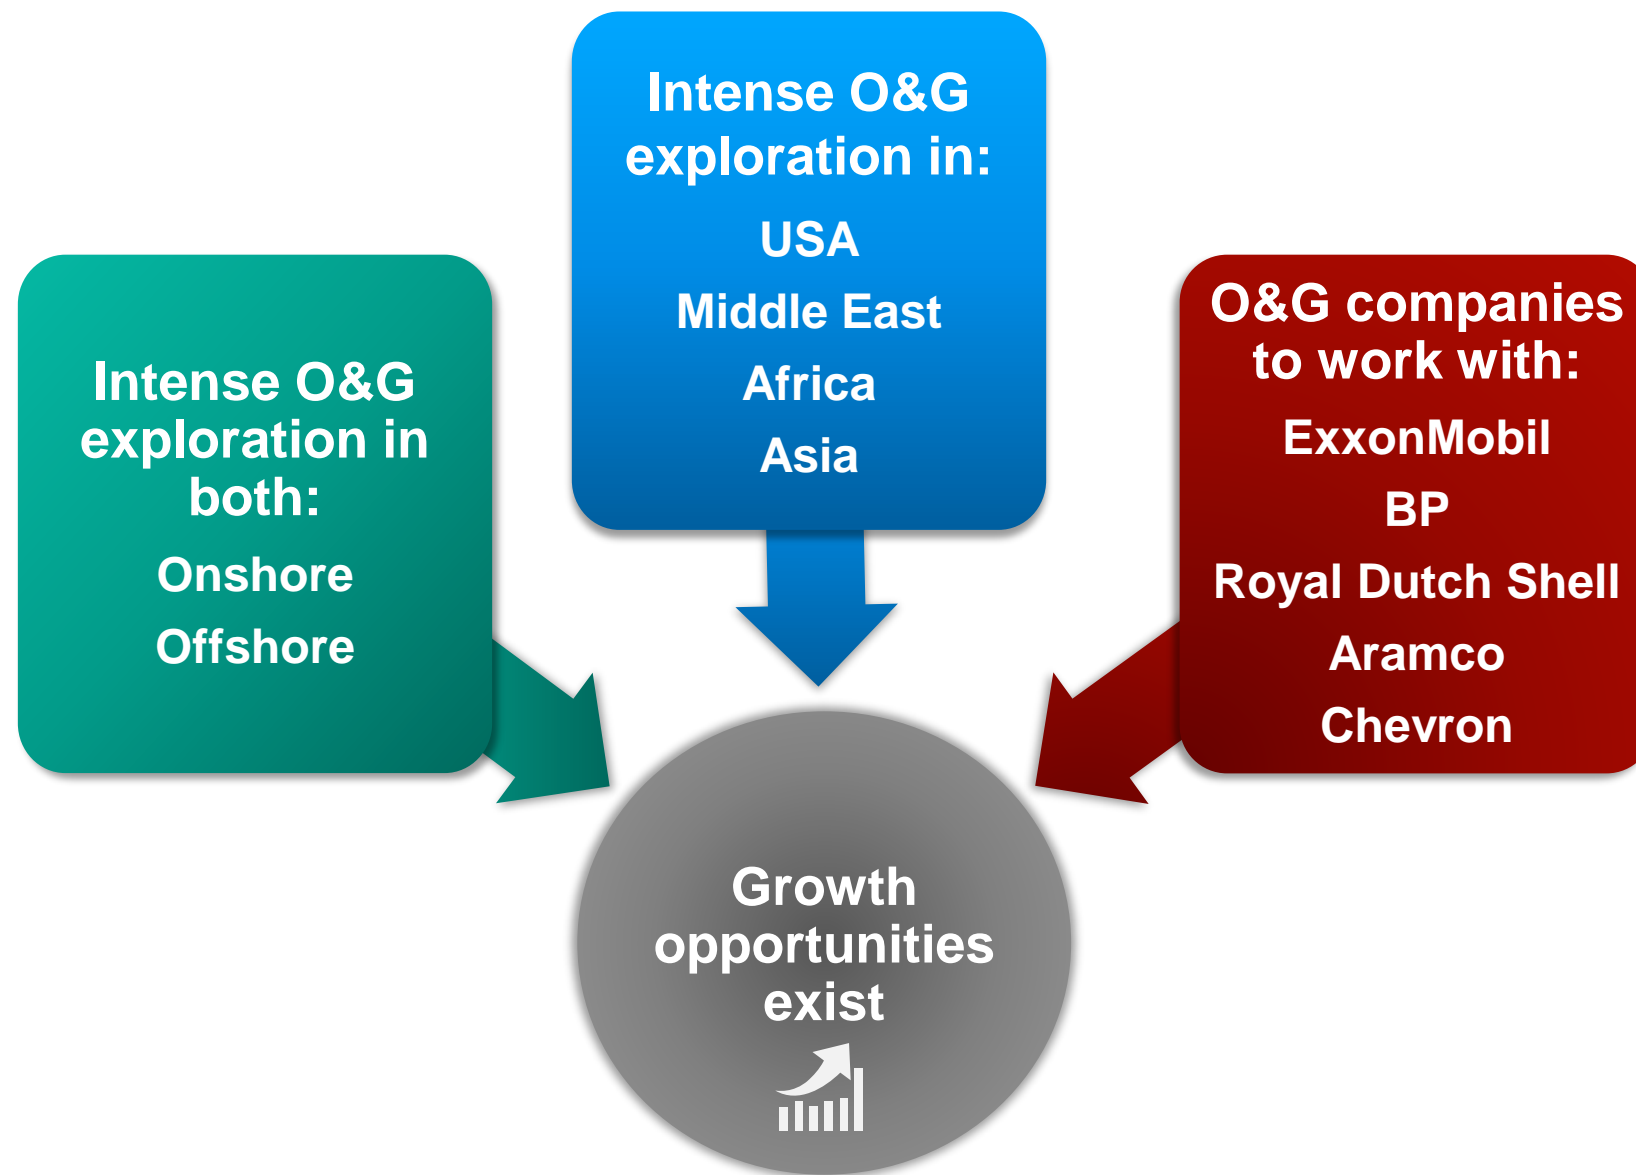 Intense O&G
exploration in both:
Onshore
Offshore
Intense O&G
exploration in:
USA
Middle East
Africa
Asia
O&G companies
to work with:
ExxonMobil
BP
Royal Dutch Shell
Aramco
Chevron
Growth
opportunities
exist